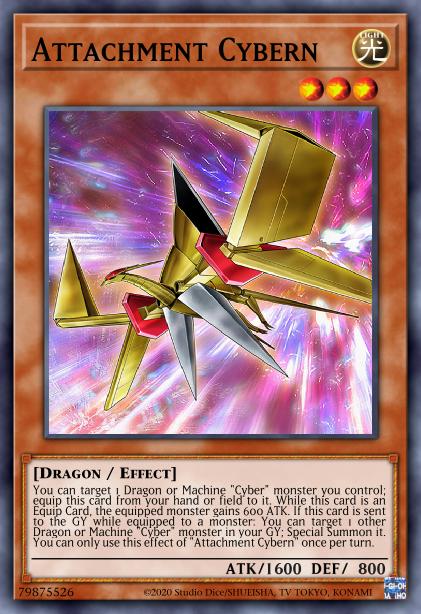 Attachment Cybern
LIGHT
光
[Dragon / Effect]
You can target 1 Dragon or Machine "Cyber" monster you control;
equip this card from your hand or field to it. While this card is an
Equip Card, the equipped monster gains 600 ATK. If this card is sent
to the GY while equipped to a monster: You can target 1 other
Dragon or Machine "Cyber" monster in your GY; Special Summon it.
You can only use this effect of "Attachment Cybern" once per turn.
ATK/1600 DEF/ 800
79875526 ©2020 Studio Dice/SHUEISHA, TV TOKYO, KONAMI